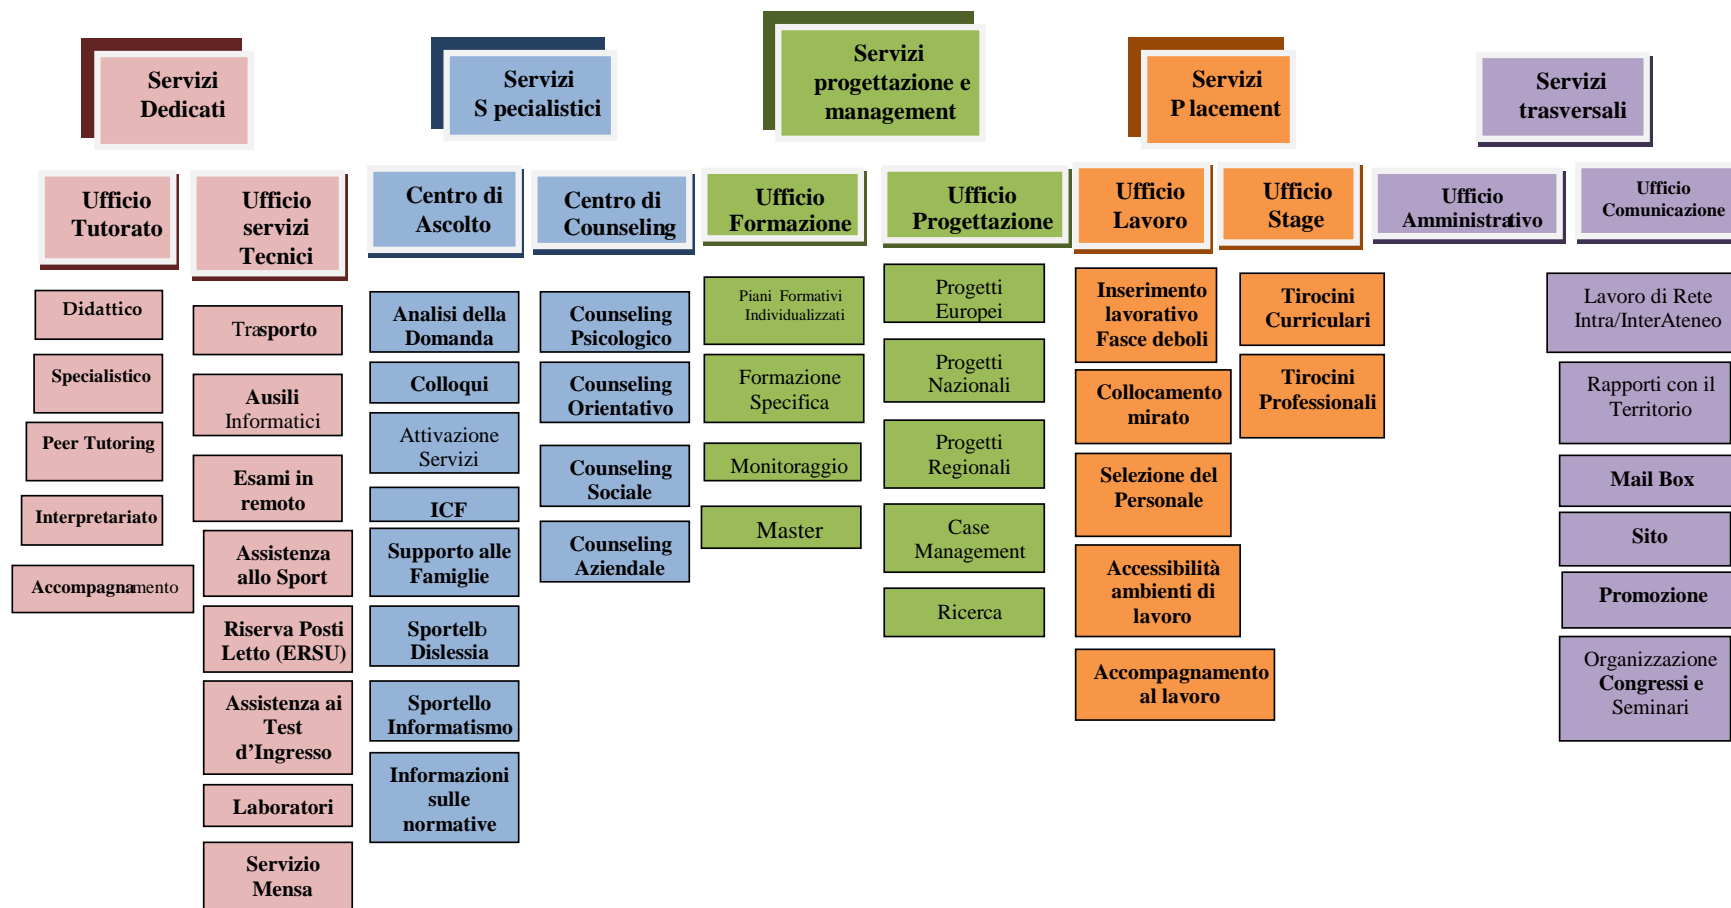 Servizi
Dedicati
Servizi
S pecialistici
Servizi
progettazione e
management
Servizi
P lacement
Servizi
trasversali
Ufficio
Tutorato
Ufficio
servizi
Tecnici
Centro di
Ascolto
Centro di
Counseling
Ufficio
Formazione
Ufficio
Progettazione
Ufficio
Lavoro
Ufficio
Stage
Ufficio
Amministrativo
Ufficio
Comunicazione
Didattico
Specialistico
Peer Tutoring
Interpretariato
Accompagnamento
Trasporto
Ausili
Informatici
Esami in
remoto
Assistenza
allo Sport
Riserva Posti
Letto (ERSU)
Assistenza ai
Test
d’Ingresso
Laboratori
Servizio
Mensa
Analisi della
Domanda
Colloqui
Attivazione
Servizi
ICF
Supporto alle
Famiglie
Sportello
Dislessia
Sportello
Informatismo
Informazioni
sulle
normative
Counseling
Psicologico
Counseling
Orientativo
Counseling
Sociale
Counseling
Aziendale
Piani Formativi
Individualizzati
Formazione
Specifica
Monitoraggio
Master
Progetti
Europei
Progetti
Nazionali
Progetti
Regionali
Case
Management
Ricerca
Inserimento
lavorativo
Fasce deboli
Collocamento
mirato
Selezione del
Personale
Accessibilità
ambienti di
lavoro
Accompagnamento
al lavoro
Tirocini
Curriculari
Tirocini
Professionali
Lavoro di Rete
Intra/InterAteneo
Rapporti con il
Territorio
Mail Box
Sito
Promozione
Organizzazione
Congressi e
Seminari